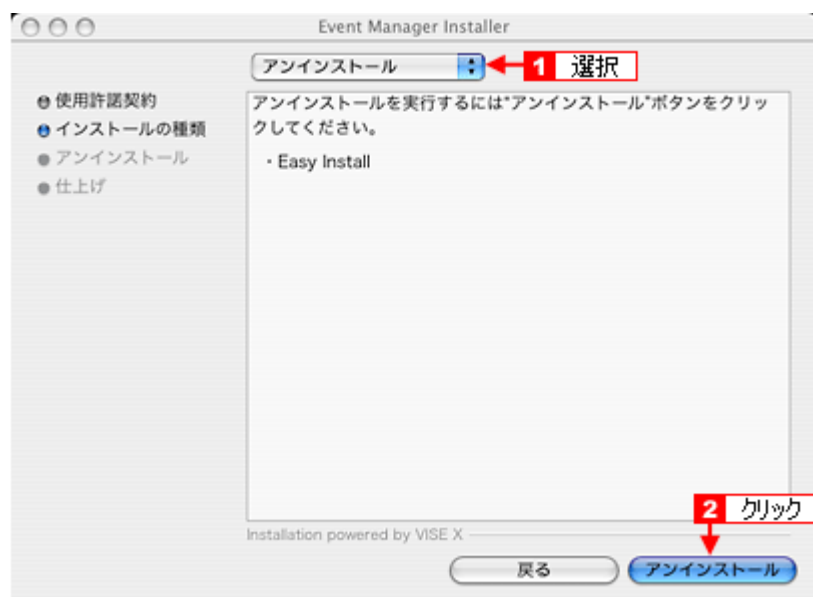 Event Manager Installer
アンインストール
1 選択
使用許諾契約
インストールの種類
アンインストール
仕上げ
アンインストールを実行するには"アンインストール"ボタンをクリッ
クしてください。
・Easy Install
2 クリック
Installation powered by VISE X
戻る
アンインストール